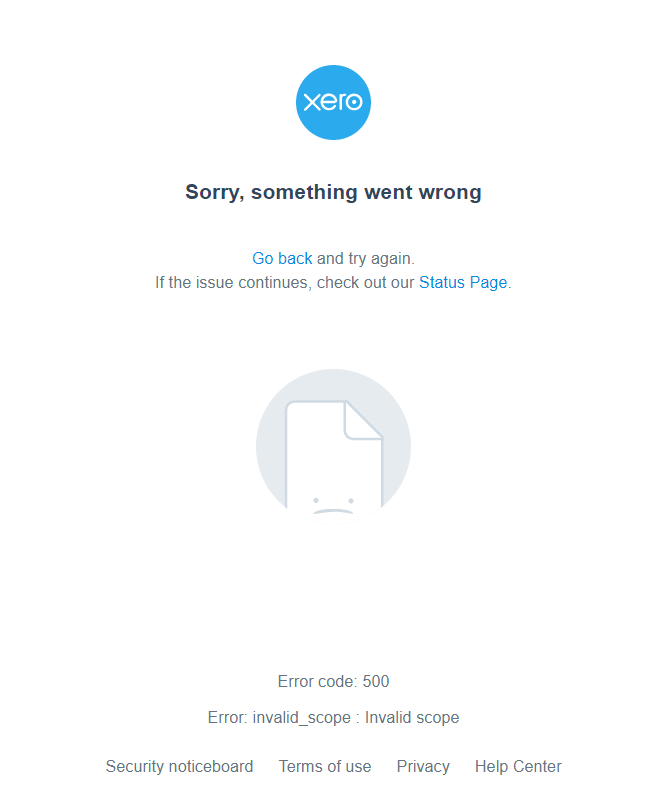 xero
Sorry, something went wrong
Go back and try again.
If the issue continues, check out our Status Page.
Error code: 500
Error: invalid_scope : Invalid scope
Security noticeboard Terms of use Privacy Help Center